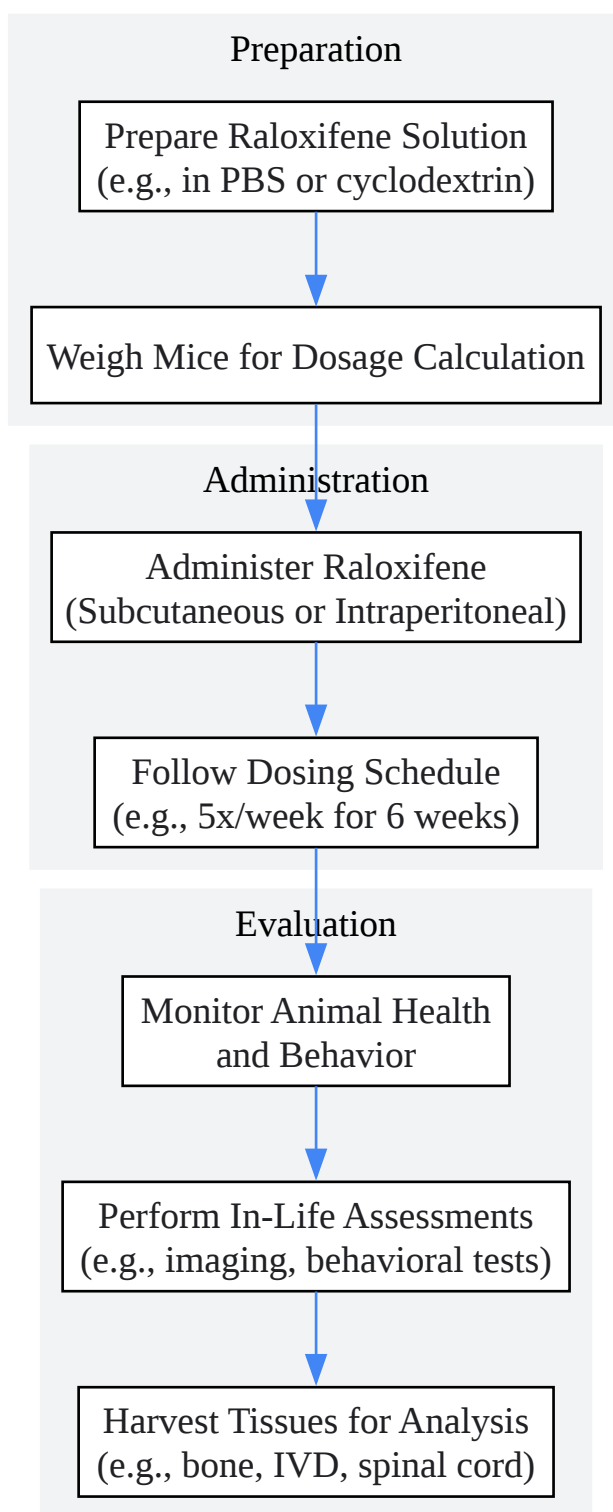 Preparation
Prepare Raloxifene Solution
(e.g., in PBS or cyclodextrin)
Weigh Mice for Dosage Calculation
Administration
Administer Raloxifene
(Subcutaneous or Intraperitoneal)
Follow Dosing Schedule
(e.g., 5x/week for 6 weeks)
Evaluation
Monitor Animal Health
and Behavior
Perform In-Life Assessments
(e.g., imaging, behavioral tests)
Harvest Tissues for Analysis
(e.g., bone, IVD, spinal cord)